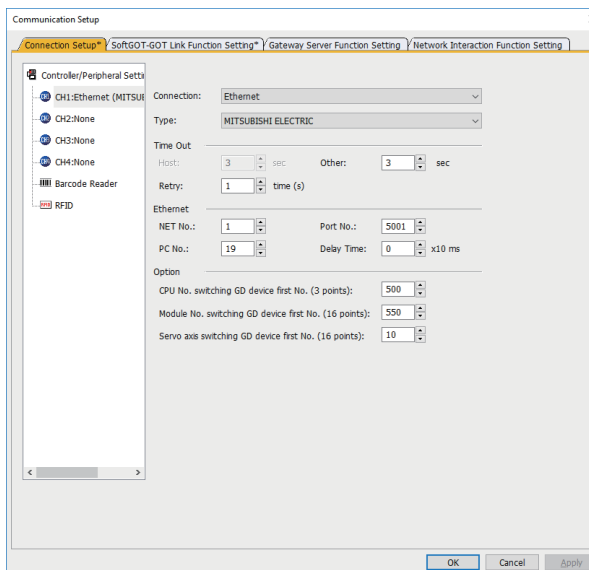 Communication Setup
Connection Setup* SoftGOT-GOT Link Function Setting* Gateway Server Function Setting Network Interaction Function Setting
Controller/Peripheral Setti
CH1:Ethernet (MITSUE
CH2:None
CH3:None
CH4:None
Barcode Reader
RFID
Connection: Ethernet
Type: MITSUBISHI ELECTRIC
Time Out
Host: 3 sec Other: 3 sec
Retry: 1 time (s)
Ethernet
NET No.: 1 Port No.: 5001
PC No.: 19 Delay Time: 0 x10 ms
Option
CPU No. switching GD device first No. (3 points): 500
Module No. switching GD device first No. (16 points): 550
Servo axis switching GD device first No. (16 points): 10
OK Cancel Apply